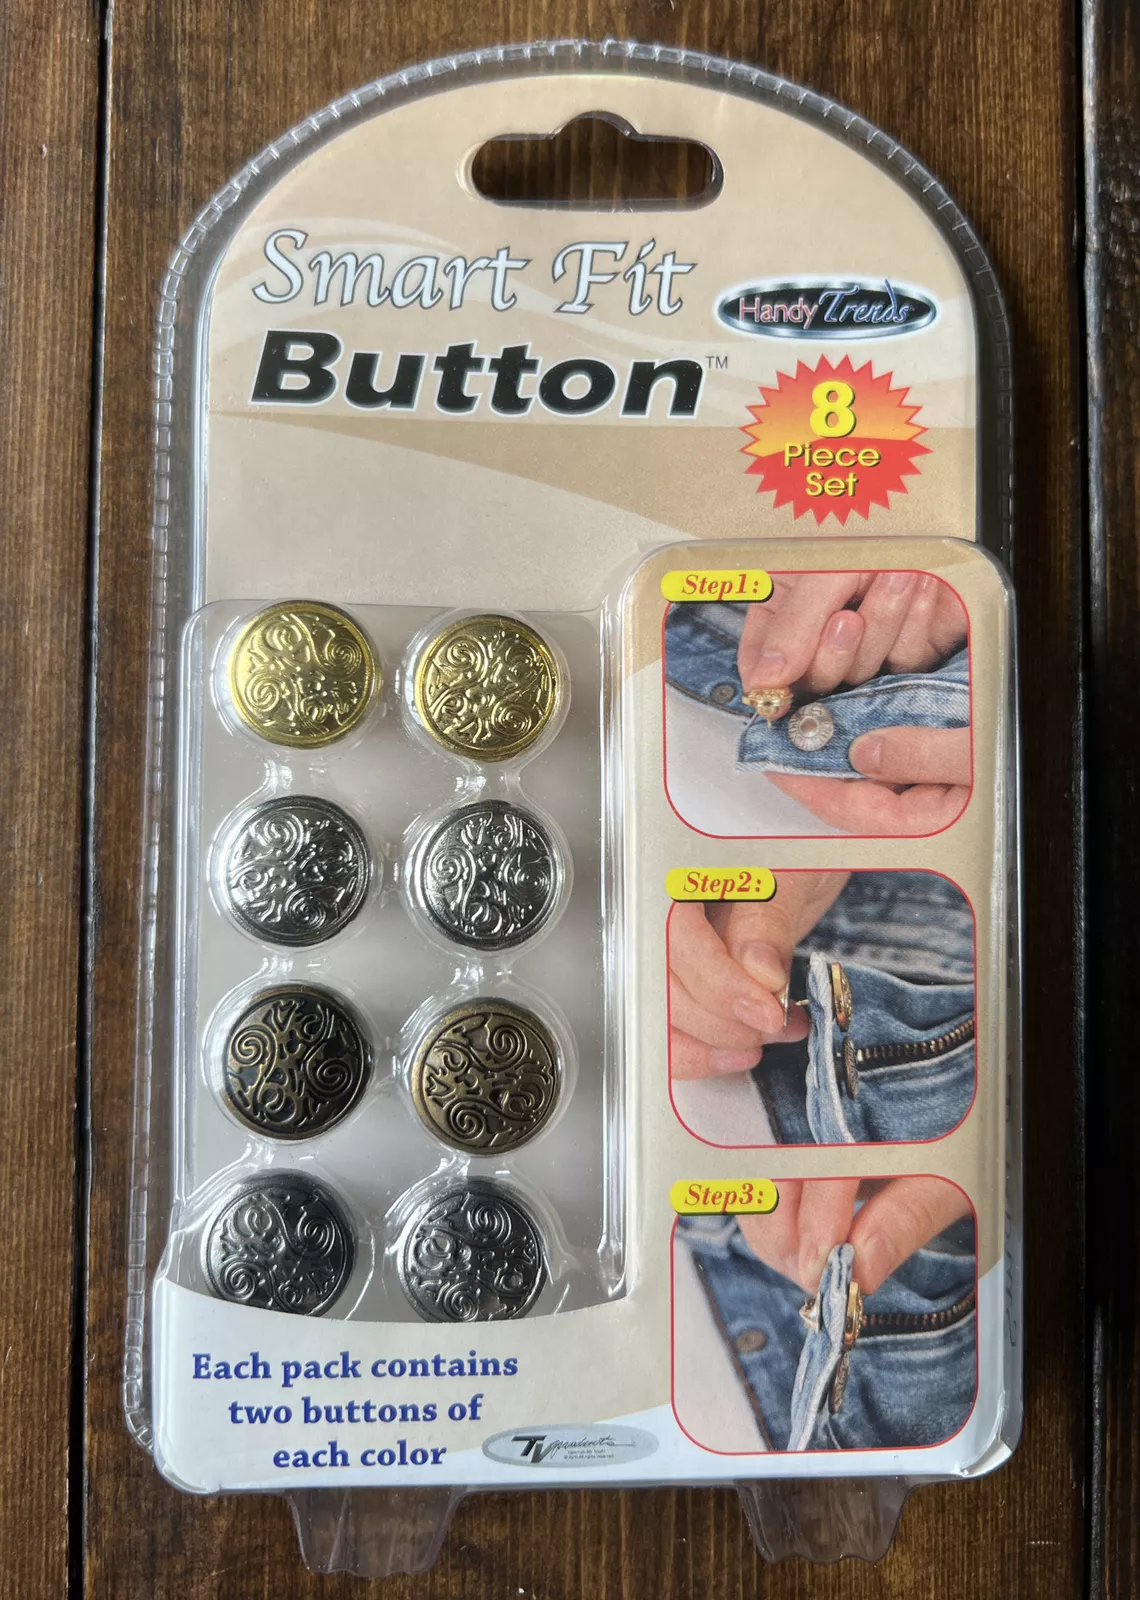 Smart Fit
Button™
Handy Trends
8
Piece
Set
Step1:
Step2:
Step3:
Each pack contains
two buttons of
each color
TV